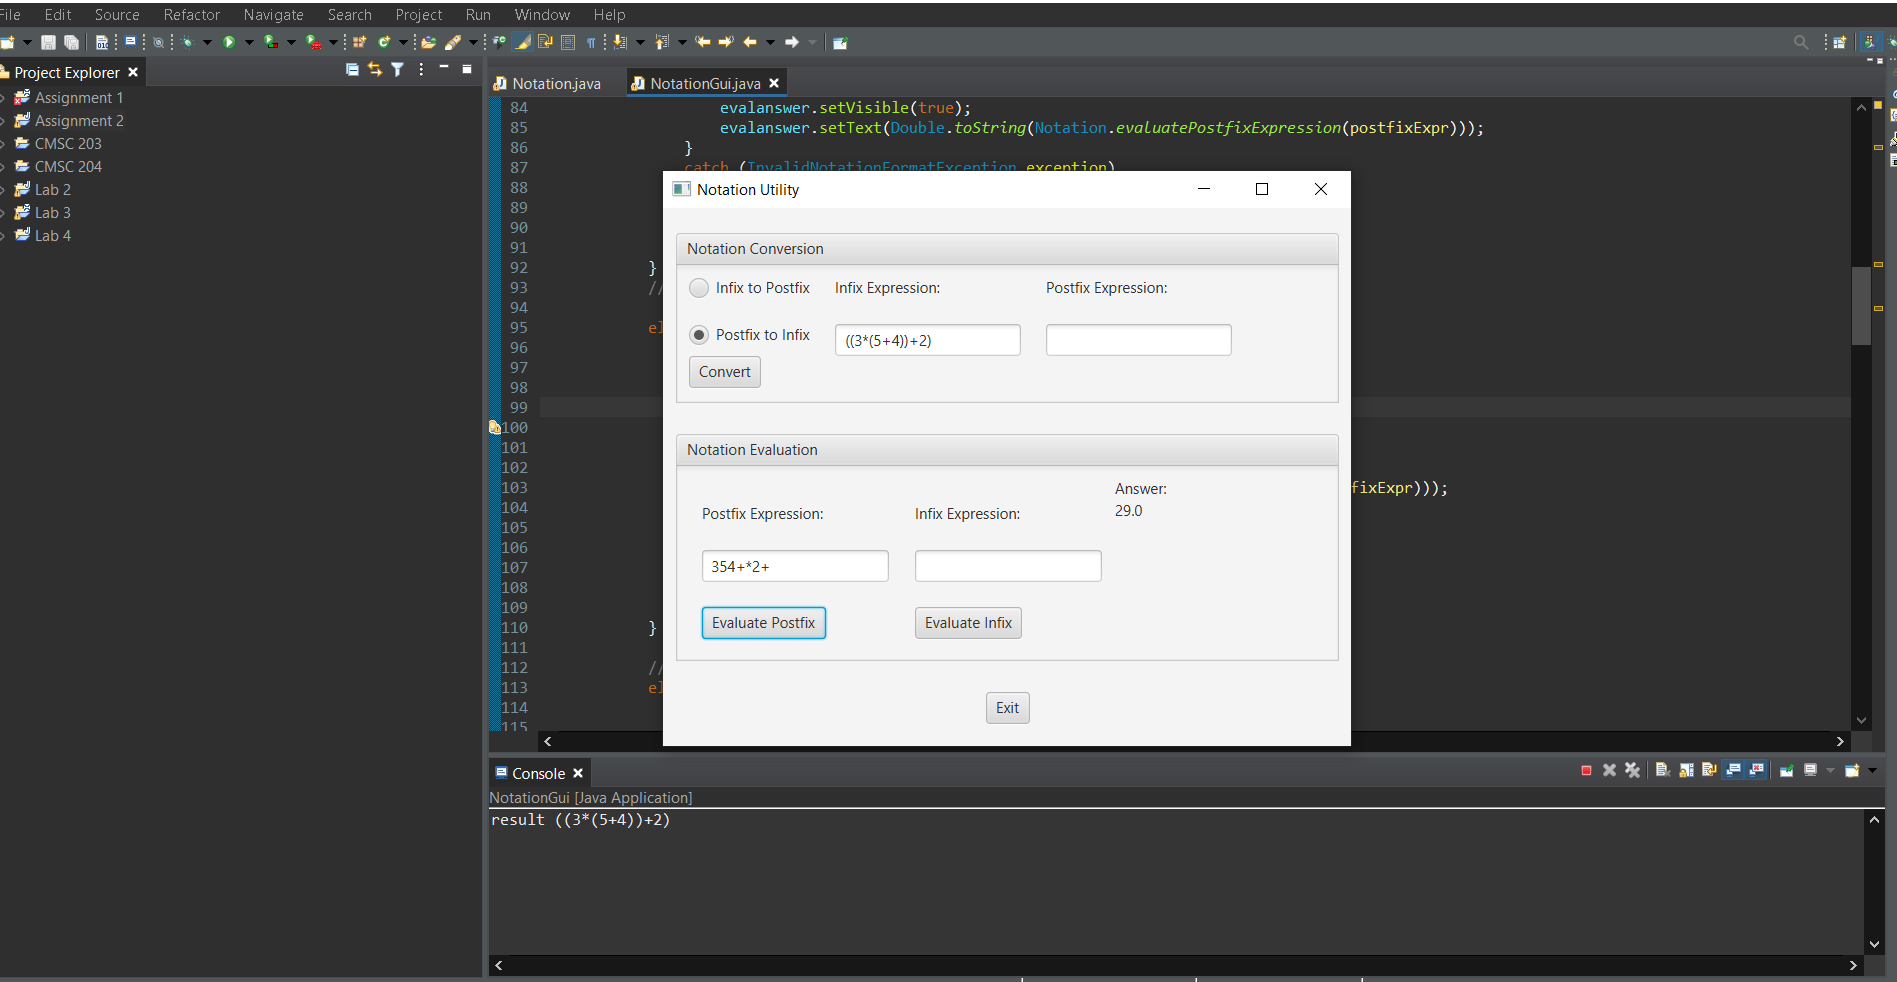 File Edit Source Refactor Navigate Search Project Run Window Help
Project Explorer
Assignment 1
Assignment 2
CMSC 203
CMSC 204
Lab 2
Lab 3
Lab 4
Notation.java NotationGui.java
84 evalanswer.setVisible(true);
85 evalanswer.setText(Double.toString(Notation.evaluatePostfixExpression(postfixExpr)));
86 }
87 catch (InvalidNotationFormatException exception)
88
89
90
91
92 }
93 //
94
95 el
96
97
98
99
100
101
102
103 fixExpr)));
104
105
106
107
108
109
110 }
111
112 //
113 el
114
115
Notation Utility
Notation Conversion
Infix to Postfix Infix Expression: Postfix Expression:
Postfix to Infix ((3*(5+4))+2)
Convert
Notation Evaluation
Answer:
29.0
Postfix Expression: Infix Expression:
354+*2+
Evaluate Postfix Evaluate Infix
Exit
Console
NotationGui [Java Application]
result ((3*(5+4))+2)